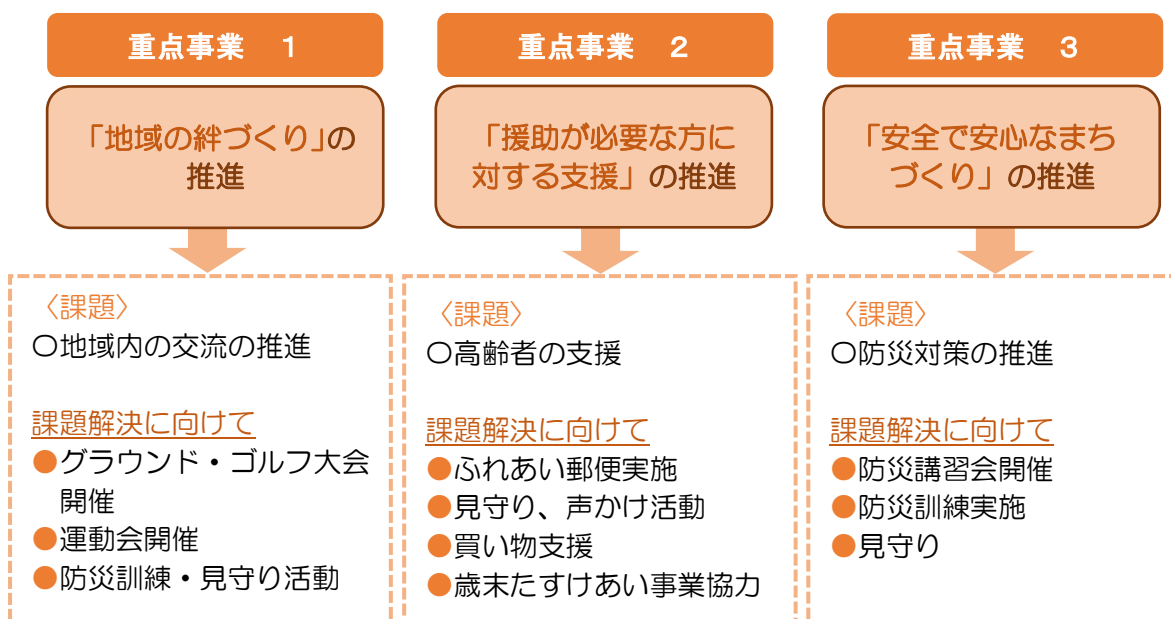 重点事業　1
「地域の絆づくり」の
推進
〈課題〉
〇地域内の交流の推進
課題解決に向けて
●グラウンド・ゴルフ大会
開催
●運動会開催
●防災訓練・見守り活動
重点事業　2
「援助が必要な方に
対する支援」の推進
〈課題〉
〇高齢者の支援
課題解決に向けて
●ふれあい郵便実施
●見守り、声かけ活動
●買い物支援
●歳末たすけあい事業協力
重点事業　3
「安全で安心なまち
づくり」の推進
〈課題〉
〇防災対策の推進
課題解決に向けて
●防災講習会開催
●防災訓練実施
●見守り